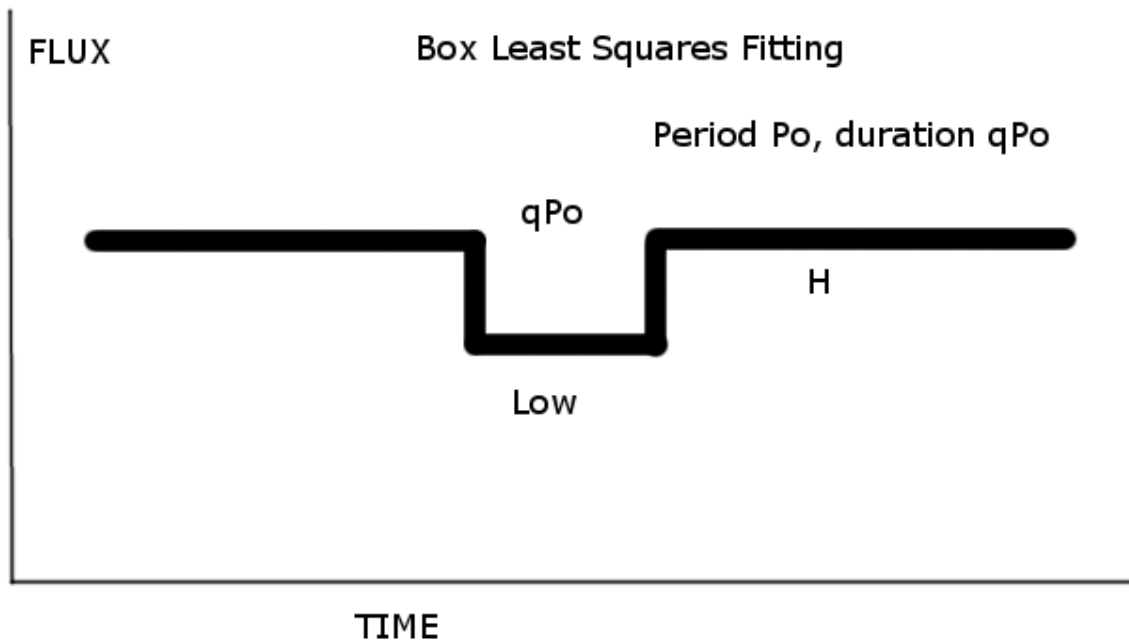 FLUX
Box Least Squares Fitting
Period Po, duration qPo
qPo
H
Low
TIME